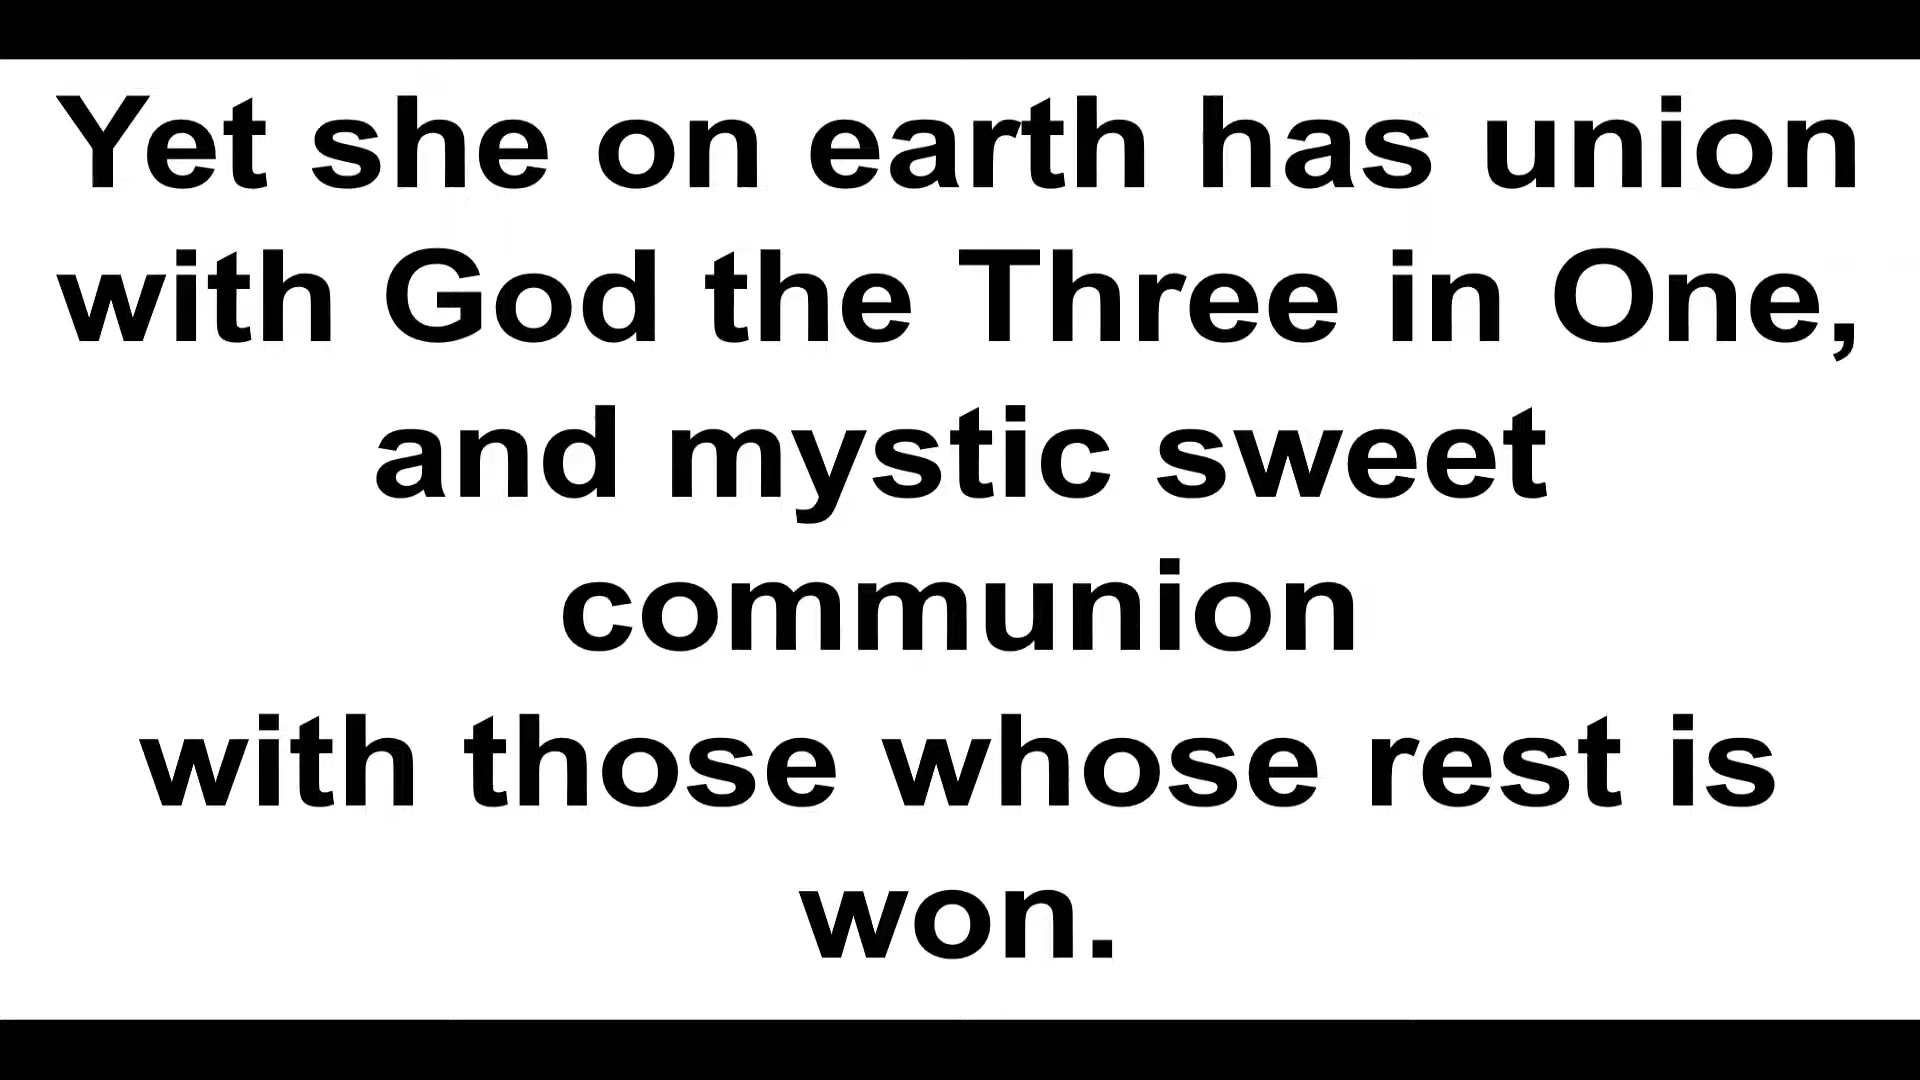 Yet she on earth has union
with God the Three in One,
and mystic sweet
communion
with those whose rest is
won.